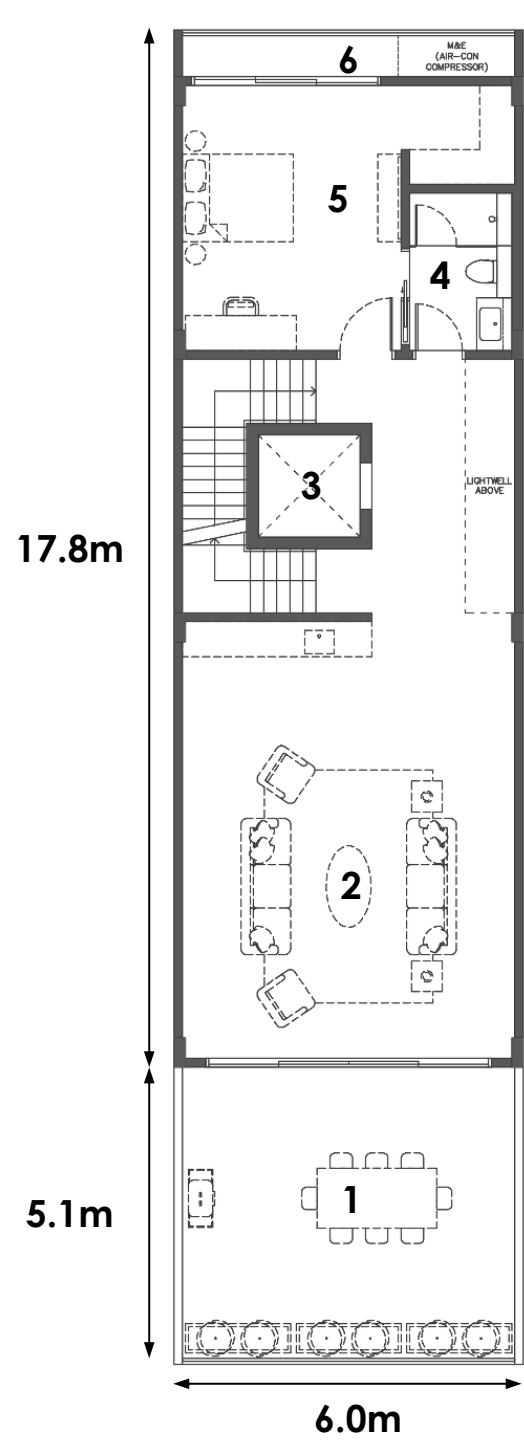 6
M&E
(AIR-CON
COMPRESSOR)
5
4
3
LIGHTWELL
ABOVE
17.8m
2
1
5.1m
6.0m